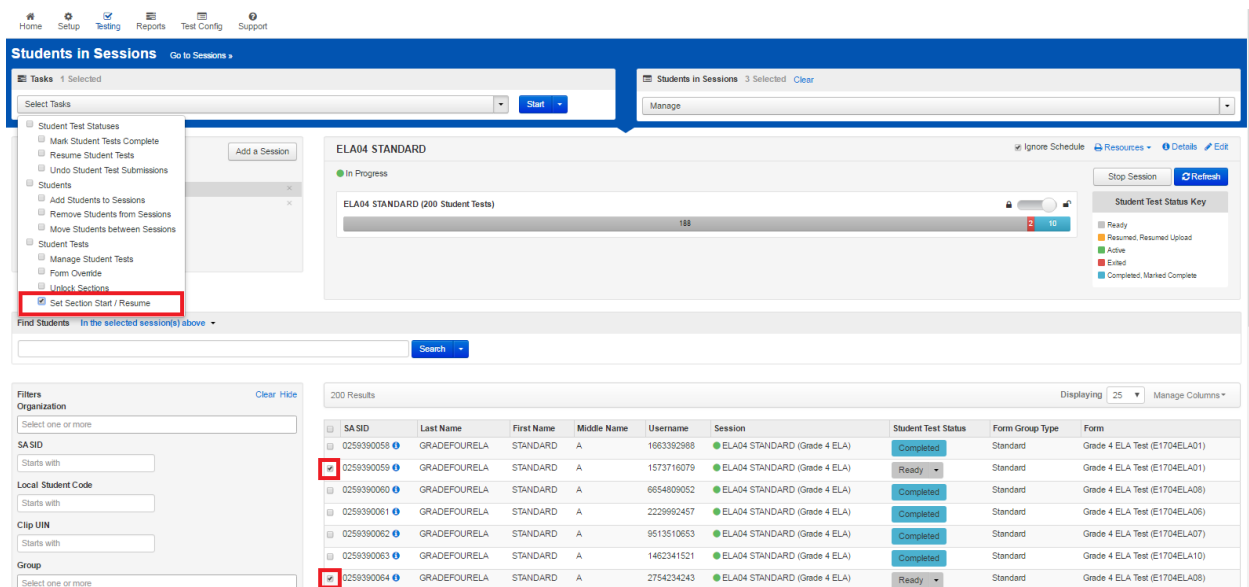 Home Setup Testing Reports Test Config Support
Students in Sessions Go to Sessions »
Tasks 1 Selected
Students in Sessions 3 Selected Clear
Select Tasks
Start
Manage
Student Test Statuses
Mark Student Tests Complete
Resume Student Tests
Undo Student Test Submissions
Students
Add Students to Sessions
Remove Students from Sessions
Move Students between Sessions
Student Tests
Manage Student Tests
Form Override
Unlock Sections
Set Section Start / Resume
Add a Session
ELA04 STANDARD
Ignore Schedule Resources Details Edit
In Progress
Stop Session Refresh
ELA04 STANDARD (200 Student Tests)
188 2 10
Student Test Status Key
Ready
Resumed, Resumed Upload
Active
Exited
Completed, Marked Complete
Find Students In the selected session(s) above
Search
Filters Clear Hide
Organization
Select one or more
SASID
Starts with
Local Student Code
Starts with
Clip UIN
Starts with
Group
Select one or more
200 Results Displaying 25 Manage Columns
SASID Last Name First Name Middle Name Username Session Student Test Status Form Group Type Form
0259390058 GRADEFOURELA STANDARD A 1663392988 ELA04 STANDARD (Grade 4 ELA) Completed Standard Grade 4 ELA Test (E1704ELA01)
0259390059 GRADEFOURELA STANDARD A 1573716079 ELA04 STANDARD (Grade 4 ELA) Ready Standard Grade 4 ELA Test (E1704ELA01)
0259390060 GRADEFOURELA STANDARD A 6654809052 ELA04 STANDARD (Grade 4 ELA) Completed Standard Grade 4 ELA Test (E1704ELA08)
0259390061 GRADEFOURELA STANDARD A 2229992457 ELA04 STANDARD (Grade 4 ELA) Completed Standard Grade 4 ELA Test (E1704ELA06)
0259390062 GRADEFOURELA STANDARD A 9513510653 ELA04 STANDARD (Grade 4 ELA) Completed Standard Grade 4 ELA Test (E1704ELA07)
0259390063 GRADEFOURELA STANDARD A 1462341521 ELA04 STANDARD (Grade 4 ELA) Completed Standard Grade 4 ELA Test (E1704ELA10)
0259390064 GRADEFOURELA STANDARD A 2754234243 ELA04 STANDARD (Grade 4 ELA) Ready Standard Grade 4 ELA Test (E1704ELA08)